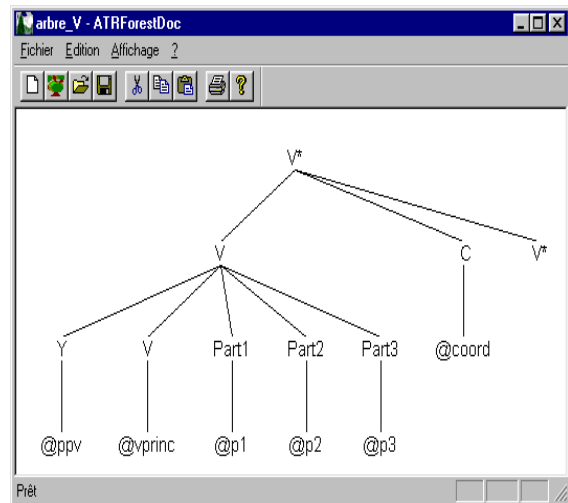 arbre_V - ATRForestDoc
Fichier Edition Affichage ?
V*
V C V*
Y V Part1 Part2 Part3 @coord
@ppv @vprinc @p1 @p2 @p3
Prêt